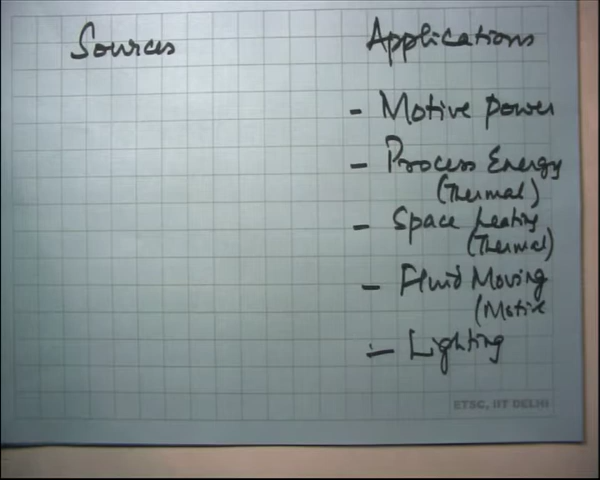 Sources
Applications
- Motive power
- Process Energy
(Thermal)
- Space heating
(Thermal)
- Fluid Moving
(Motive
- Lighting
ETSC, IIT DELHI